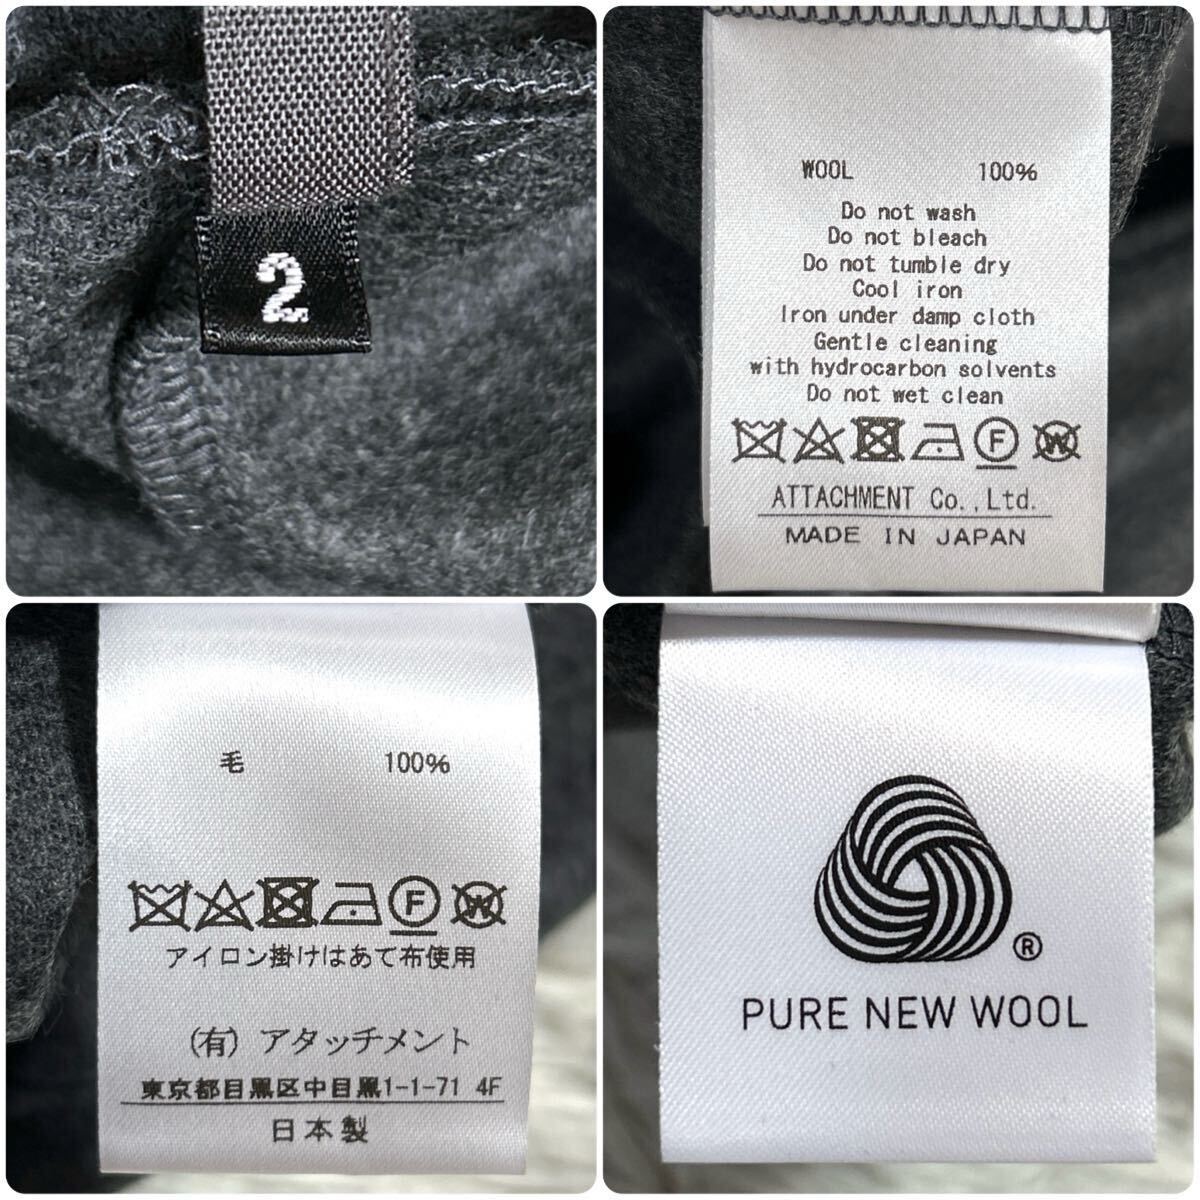 2
WOOL 100%
Do not wash
Do not bleach
Do not tumble dry
Cool iron
Iron under damp cloth
Gentle cleaning
with hydrocarbon solvents
Do not wet clean
F W
ATTACHMENT Co.,Ltd.
MADE IN JAPAN
毛 100%
F W
アイロン掛けはあて布使用
(有) アタッチメント
東京都目黒区中目黒1-1-71 4F
日本製
®
PURE NEW WOOL